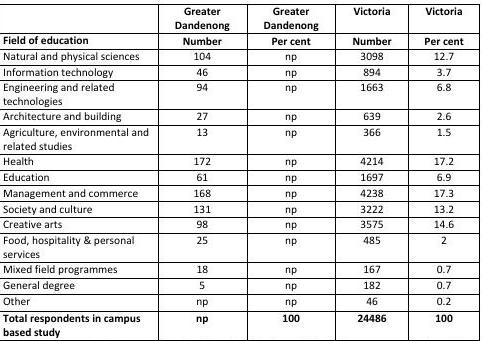 Greater Dandenong Greater Dandenong Victoria Victoria
Field of education Number Per cent Number Per cent
Natural and physical sciences 104 np 3098 12.7
Information technology 46 np 894 3.7
Engineering and related technologies 94 np 1663 6.8
Architecture and building 27 np 639 2.6
Agriculture, environmental and related studies 13 np 366 1.5
Health 172 np 4214 17.2
Education 61 np 1697 6.9
Management and commerce 168 np 4238 17.3
Society and culture 131 np 3222 13.2
Creative arts 98 np 3575 14.6
Food, hospitality & personal services 25 np 485 2
Mixed field programmes 18 np 167 0.7
General degree 5 np 182 0.7
Other np np 46 0.2
Total respondents in campus based study np 100 24486 100